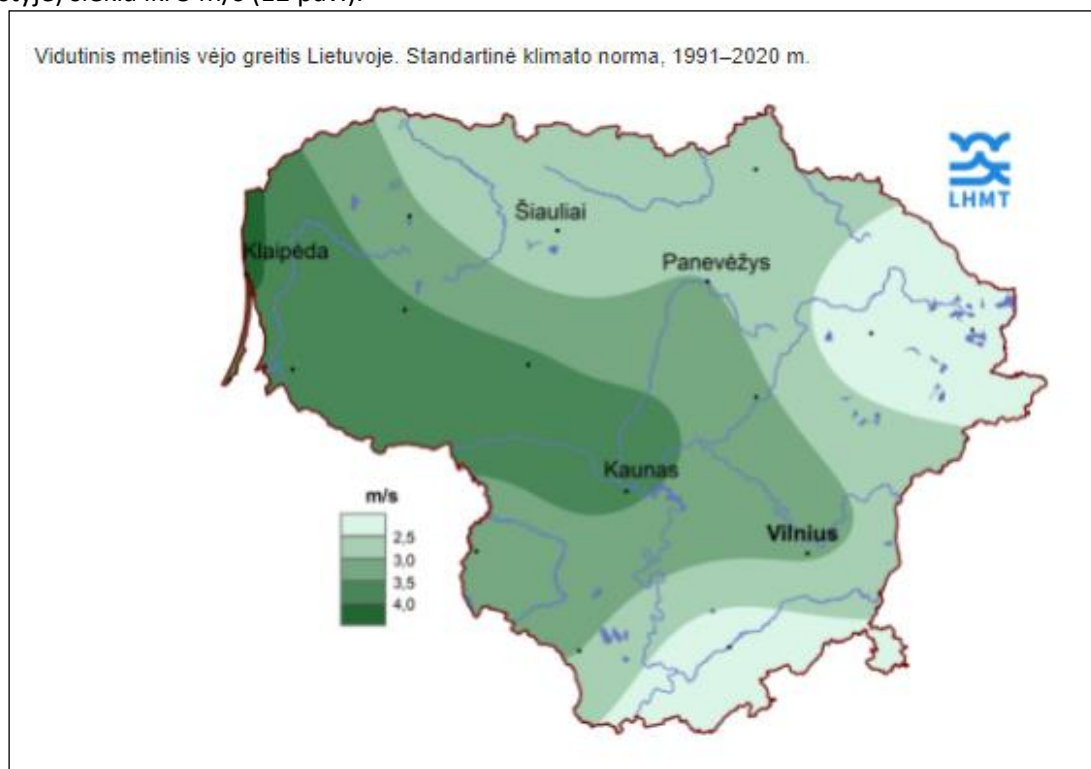 Vidutinis metinis vėjo greitis Lietuvoje. Standartinė klimato norma, 1991–2020 m.
LHMT
Šiauliai
Klaipėda
Panevėžys
Kaunas
m/s
Vilnius
2,5
3,0
3,5
4,0